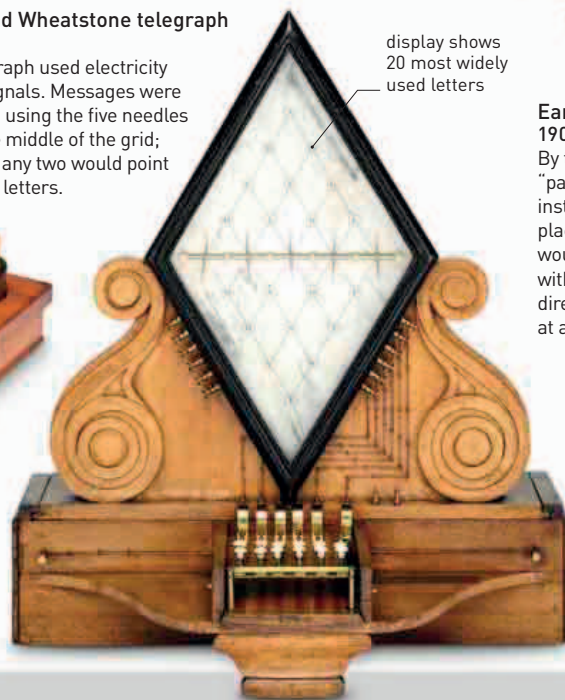 d Wheatstone telegraph
raph used electricity
gnals. Messages were
using the five needles
middle of the grid;
any two would point
letters.
display shows
20 most widely
used letters
Ear
190
By
“pa
inst
plac
wou
with
dire
at a